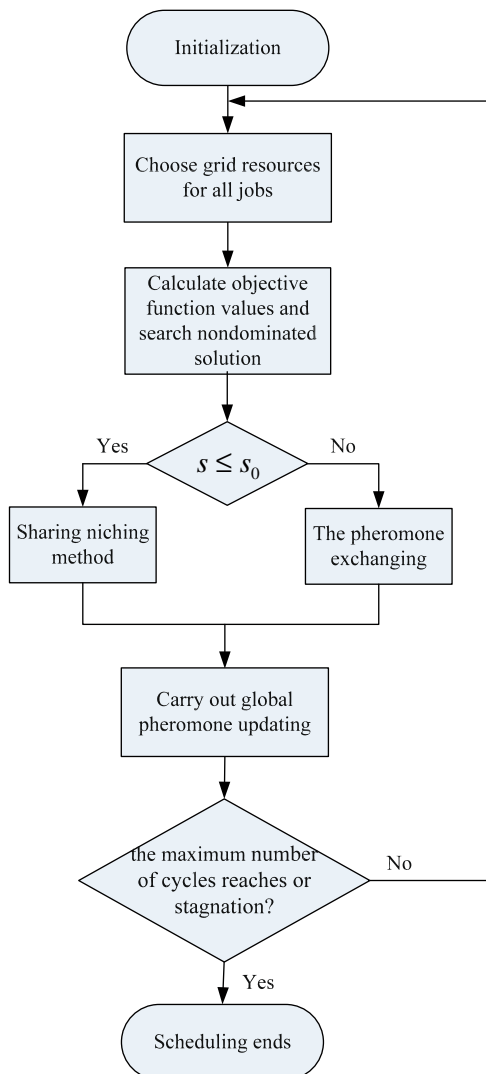 Initialization
Choose grid resources
for all jobs
Calculate objective
function values and
search nondominated
solution
Yes
s ≤ s₀
No
Sharing niching
method
The pheromone
exchanging
Carry out global
pheromone updating
the maximum number
of cycles reaches or
stagnation?
No
Yes
Scheduling ends